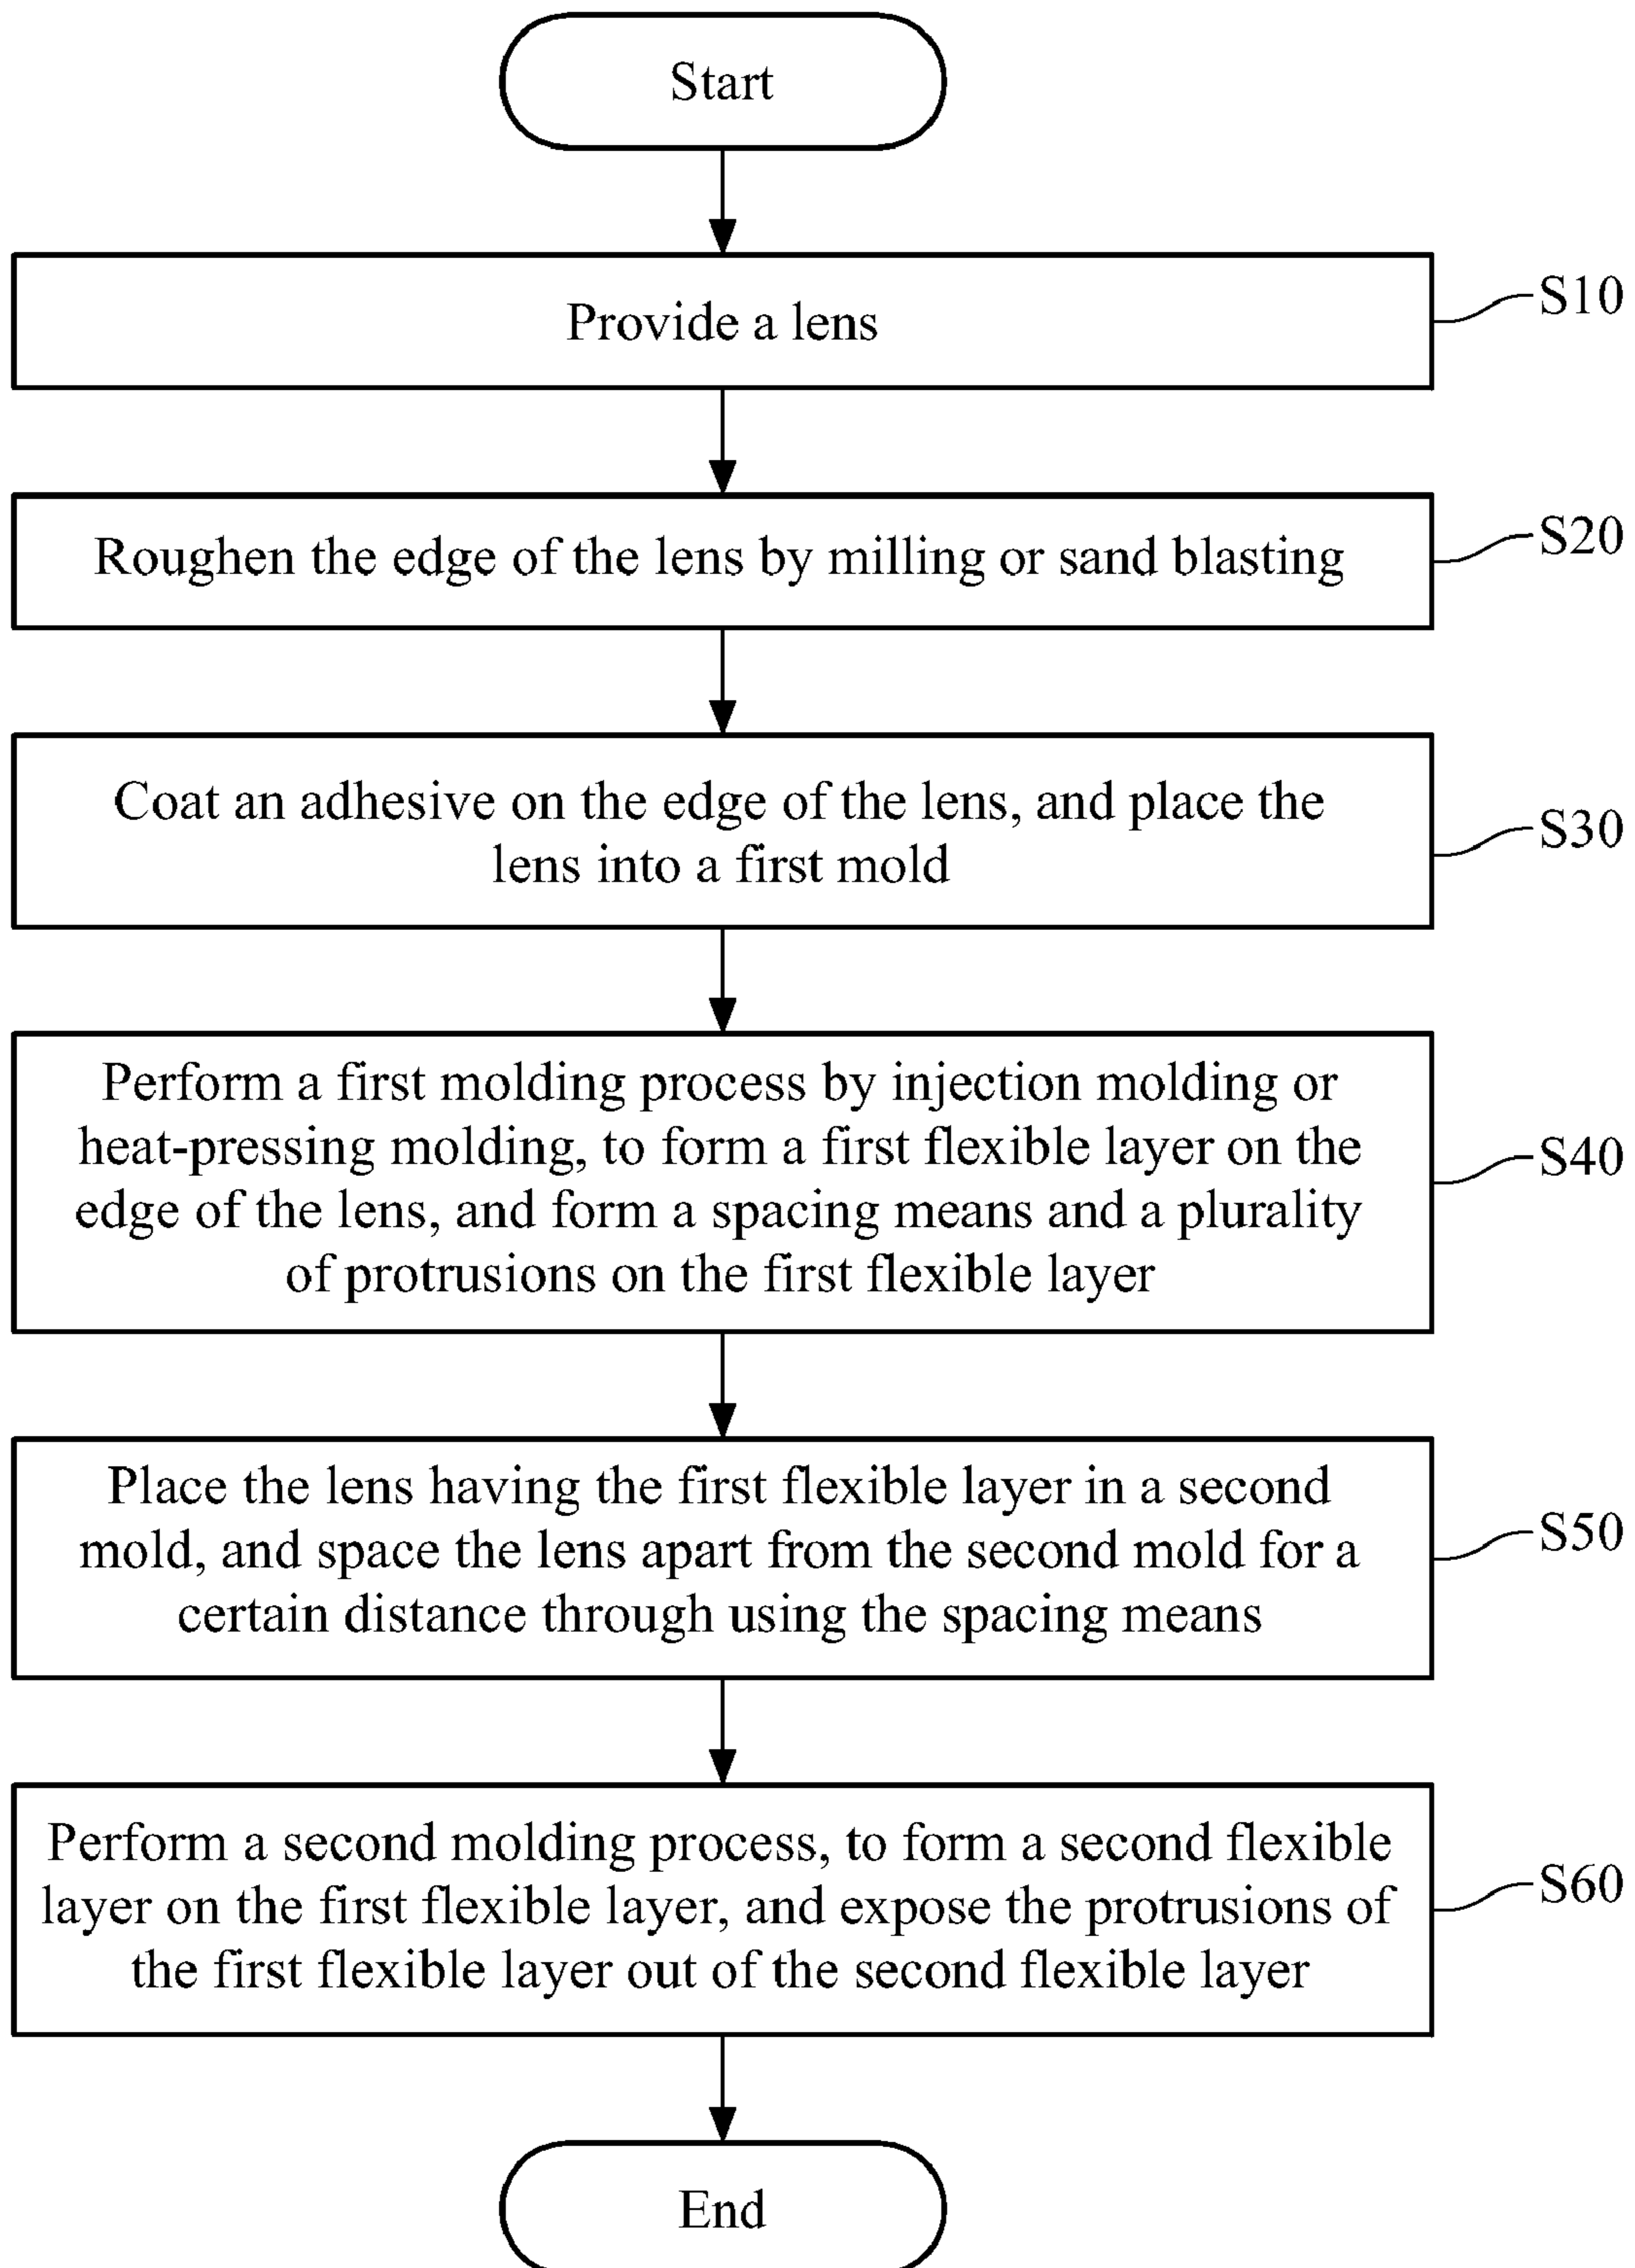 Start
Provide a lens
S10
Roughen the edge of the lens by milling or sand blasting
S20
Coat an adhesive on the edge of the lens, and place the
lens into a first mold
S30
Perform a first molding process by injection molding or
heat-pressing molding, to form a first flexible layer on the
edge of the lens, and form a spacing means and a plurality
of protrusions on the first flexible layer
S40
Place the lens having the first flexible layer in a second
mold, and space the lens apart from the second mold for a
certain distance through using the spacing means
S50
Perform a second molding process, to form a second flexible
layer on the first flexible layer, and expose the protrusions of
the first flexible layer out of the second flexible layer
S60
End